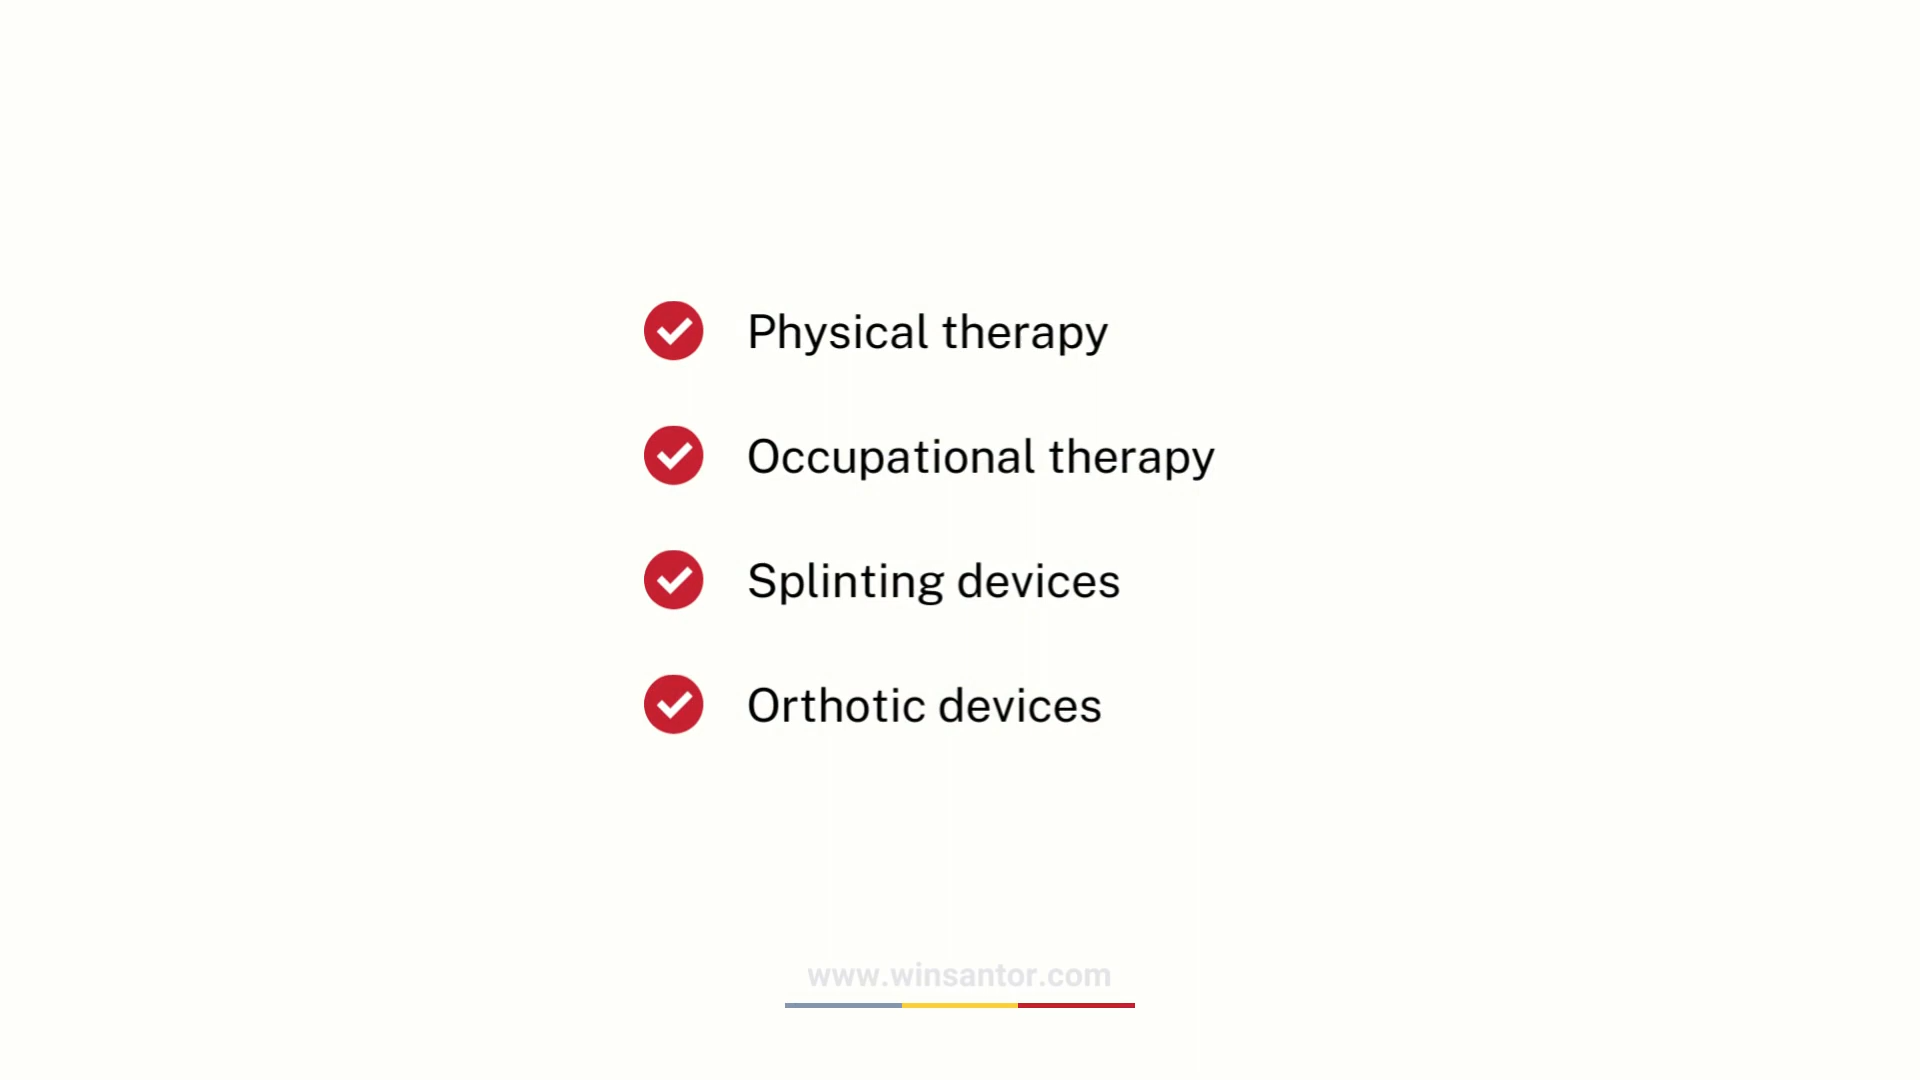 Physical therapy
Occupational therapy
Splinting devices
Orthotic devices
www.winsantor.com